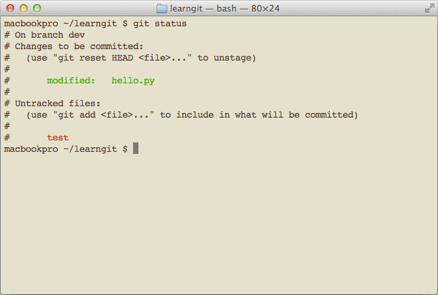 learngit — bash — 80×24
macbookpro ~/learngit $ git status
# On branch dev
# Changes to be committed:
#   (use "git reset HEAD <file>..." to unstage)
#
#       modified:   hello.py
#
# Untracked files:
#   (use "git add <file>..." to include in what will be committed)
#
#       test
macbookpro ~/learngit $